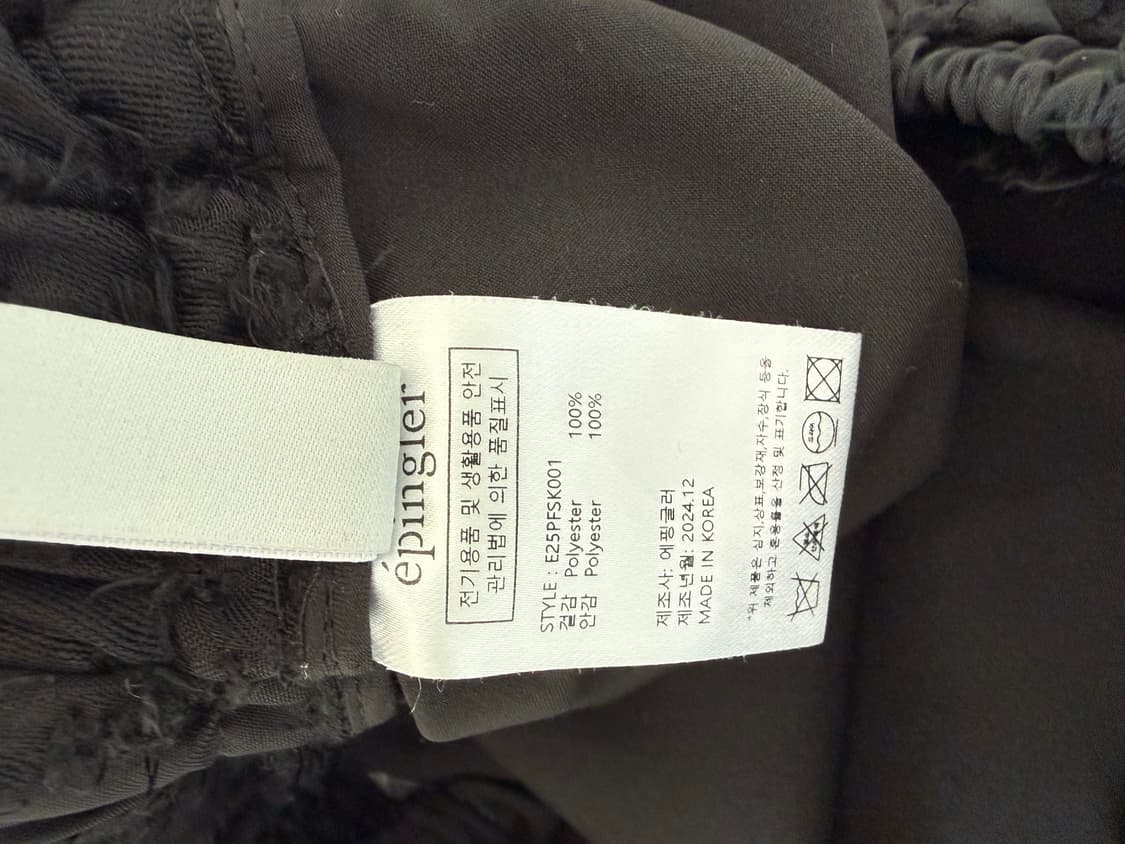 épingler
전기용품 및 생활용품 안전
관리법에 의한 품질표시
STYLE : E25PFSK001
겉감 Polyester 100%
안감 Polyester 100%
제조사: 에핑글러
제조년월: 2024.12
MADE IN KOREA
*위 제품은 심지,상표,보강재,자수,장식 등을
제외하고 혼용률을 산정 및 표기합니다.